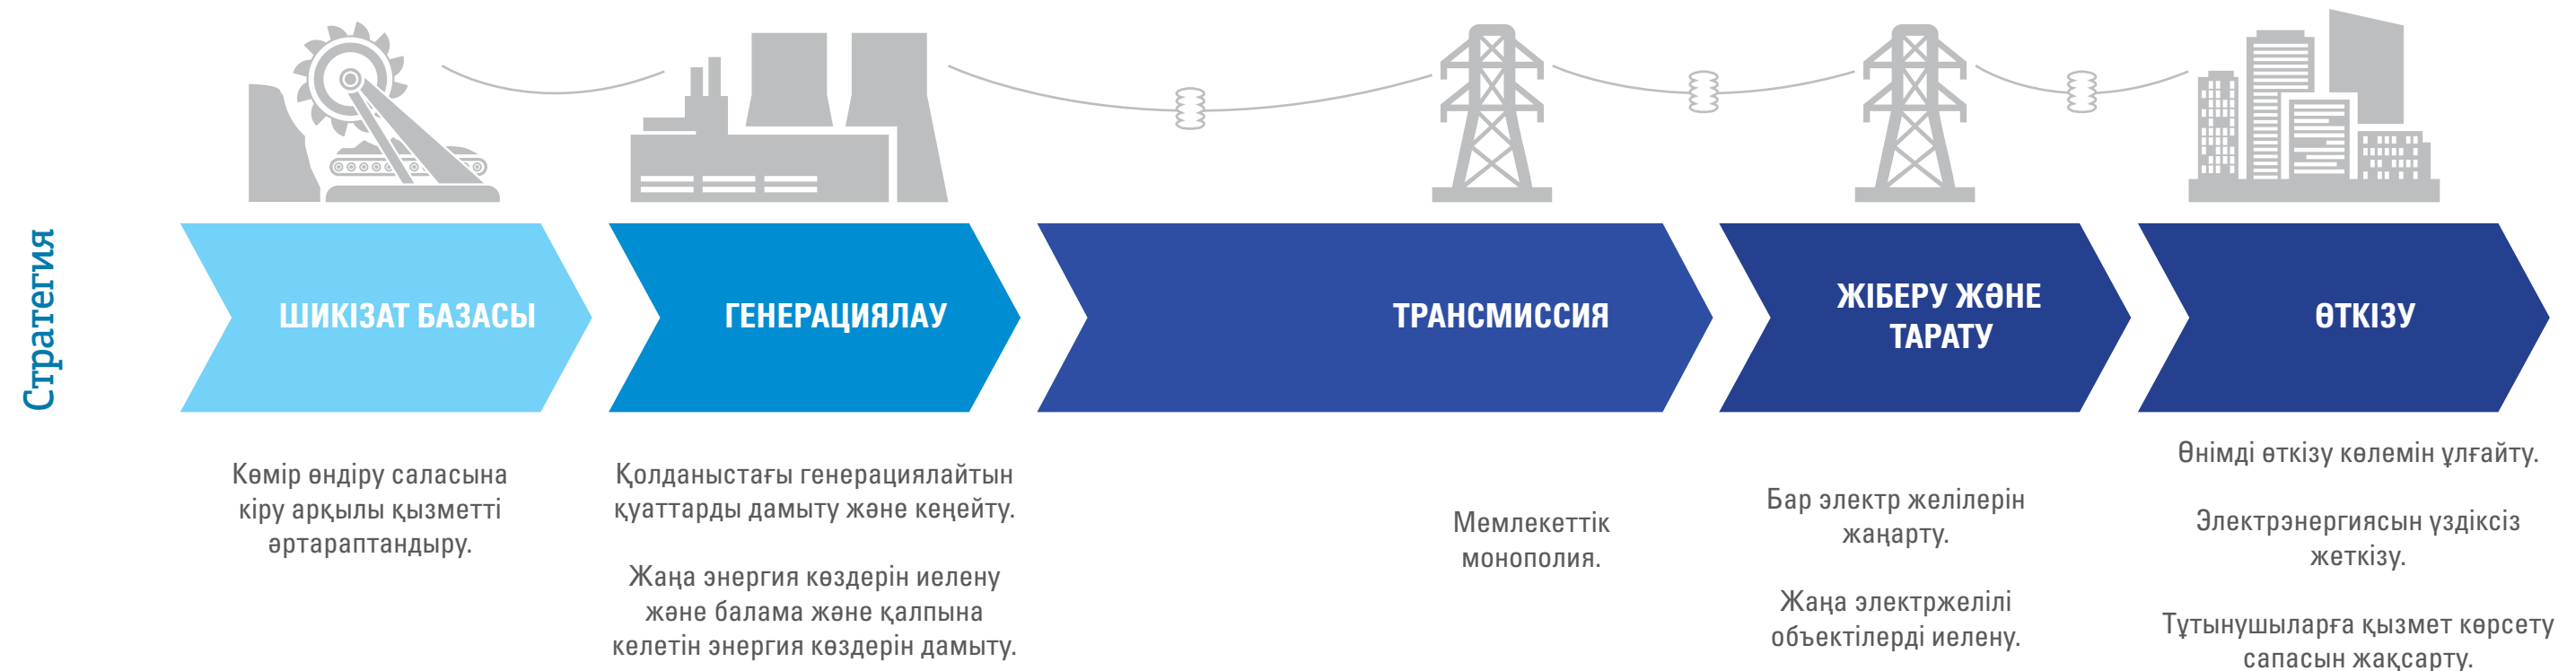 Стратегия
ШИКІЗАТ БАЗАСЫ
Көмір өндіру саласына
кіру арқылы қызметті
әртараптандыру.
ГЕНЕРАЦИЯЛАУ
Қолданыстағы генерациялайтын
қуаттарды дамыту және кеңейту.
Жаңа энергия көздерін иелену
және балама және қалпына
келетін энергия көздерін дамыту.
ТРАНСМИССИЯ
Мемлекеттік
монополия.
ЖІБЕРУ ЖӘНЕ
ТАРАТУ
Бар электр желілерін
жаңарту.
Жаңа электржелілі
объектілерді иелену.
ӨТКІЗУ
Өнімді өткізу көлемін ұлғайту.
Электрэнергиясын үздіксіз
жеткізу.
Тұтынушыларға қызмет көрсету
сапасын жақсарту.